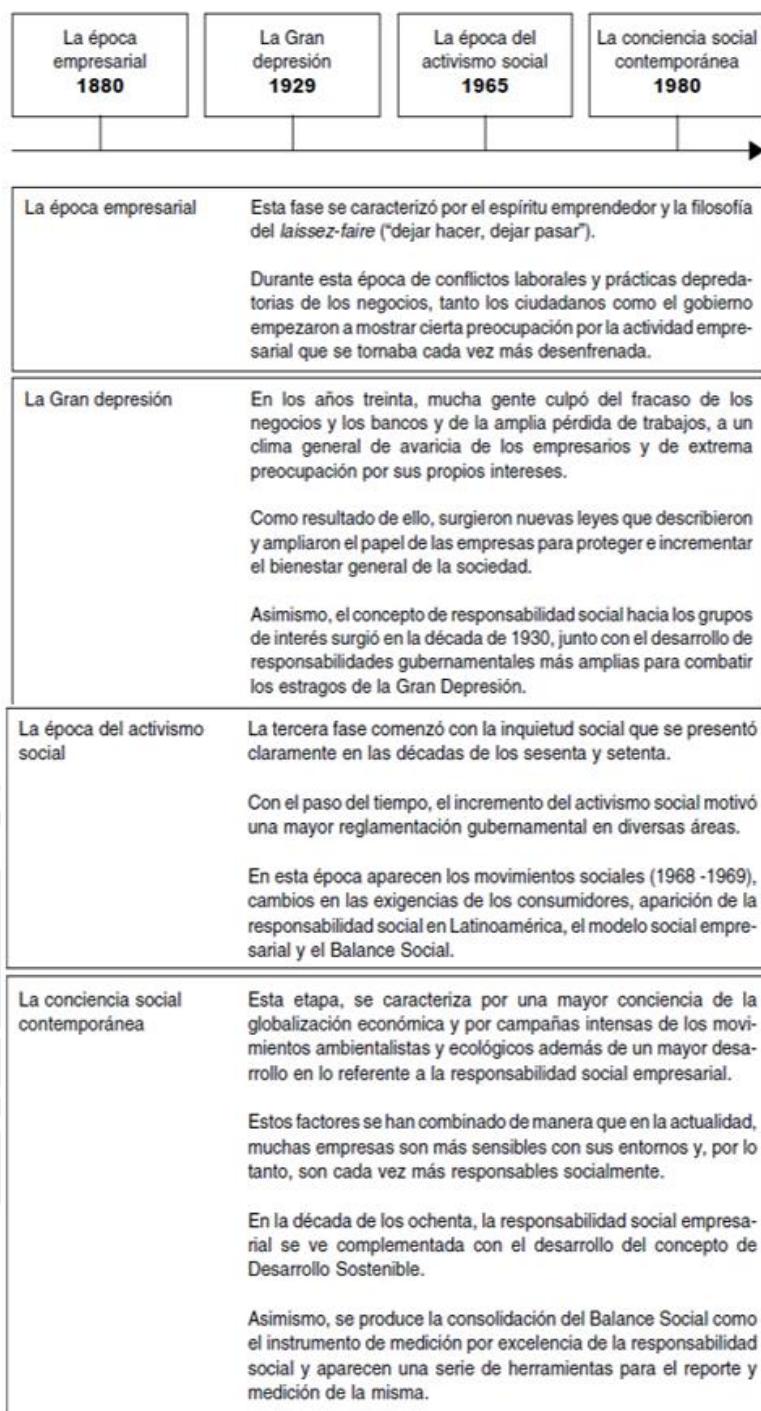 La época
empresarial
1880
La Gran
depresión
1929
La época del
activismo social
1965
La conciencia social
contemporánea
1980
La época empresarial
Esta fase se caracterizó por el espíritu emprendedor y la filosofía
del laissez-faire (“dejar hacer, dejar pasar”).
Durante esta época de conflictos laborales y prácticas depreda-
torias de los negocios, tanto los ciudadanos como el gobierno
empezaron a mostrar cierta preocupación por la actividad empre-
sarial que se tornaba cada vez más desenfrenada.
La Gran depresión
En los años treinta, mucha gente culpó del fracaso de los
negocios y los bancos y de la amplia pérdida de trabajos, a un
clima general de avaricia de los empresarios y de extrema
preocupación por sus propios intereses.
Como resultado de ello, surgieron nuevas leyes que describieron
y ampliaron el papel de las empresas para proteger e incrementar
el bienestar general de la sociedad.
Asimismo, el concepto de responsabilidad social hacia los grupos
de interés surgió en la década de 1930, junto con el desarrollo de
responsabilidades gubernamentales más amplias para combatir
los estragos de la Gran Depresión.
La época del activismo
social
La tercera fase comenzó con la inquietud social que se presentó
claramente en las décadas de los sesenta y setenta.
Con el paso del tiempo, el incremento del activismo social motivó
una mayor reglamentación gubernamental en diversas áreas.
En esta época aparecen los movimientos sociales (1968 -1969),
cambios en las exigencias de los consumidores, aparición de la
responsabilidad social en Latinoamérica, el modelo social empre-
sarial y el Balance Social.
La conciencia social
contemporánea
Esta etapa, se caracteriza por una mayor conciencia de la
globalización económica y por campañas intensas de los movi-
mientos ambientalistas y ecológicos además de un mayor desa-
rrollo en lo referente a la responsabilidad social empresarial.
Estos factores se han combinado de manera que en la actualidad,
muchas empresas son más sensibles con sus entornos y, por lo
tanto, son cada vez más responsables socialmente.
En la década de los ochenta, la responsabilidad social empresa-
rial se ve complementada con el desarrollo del concepto de
Desarrollo Sostenible.
Asimismo, se produce la consolidación del Balance Social como
el instrumento de medición por excelencia de la responsabilidad
social y aparecen una serie de herramientas para el reporte y
medición de la misma.